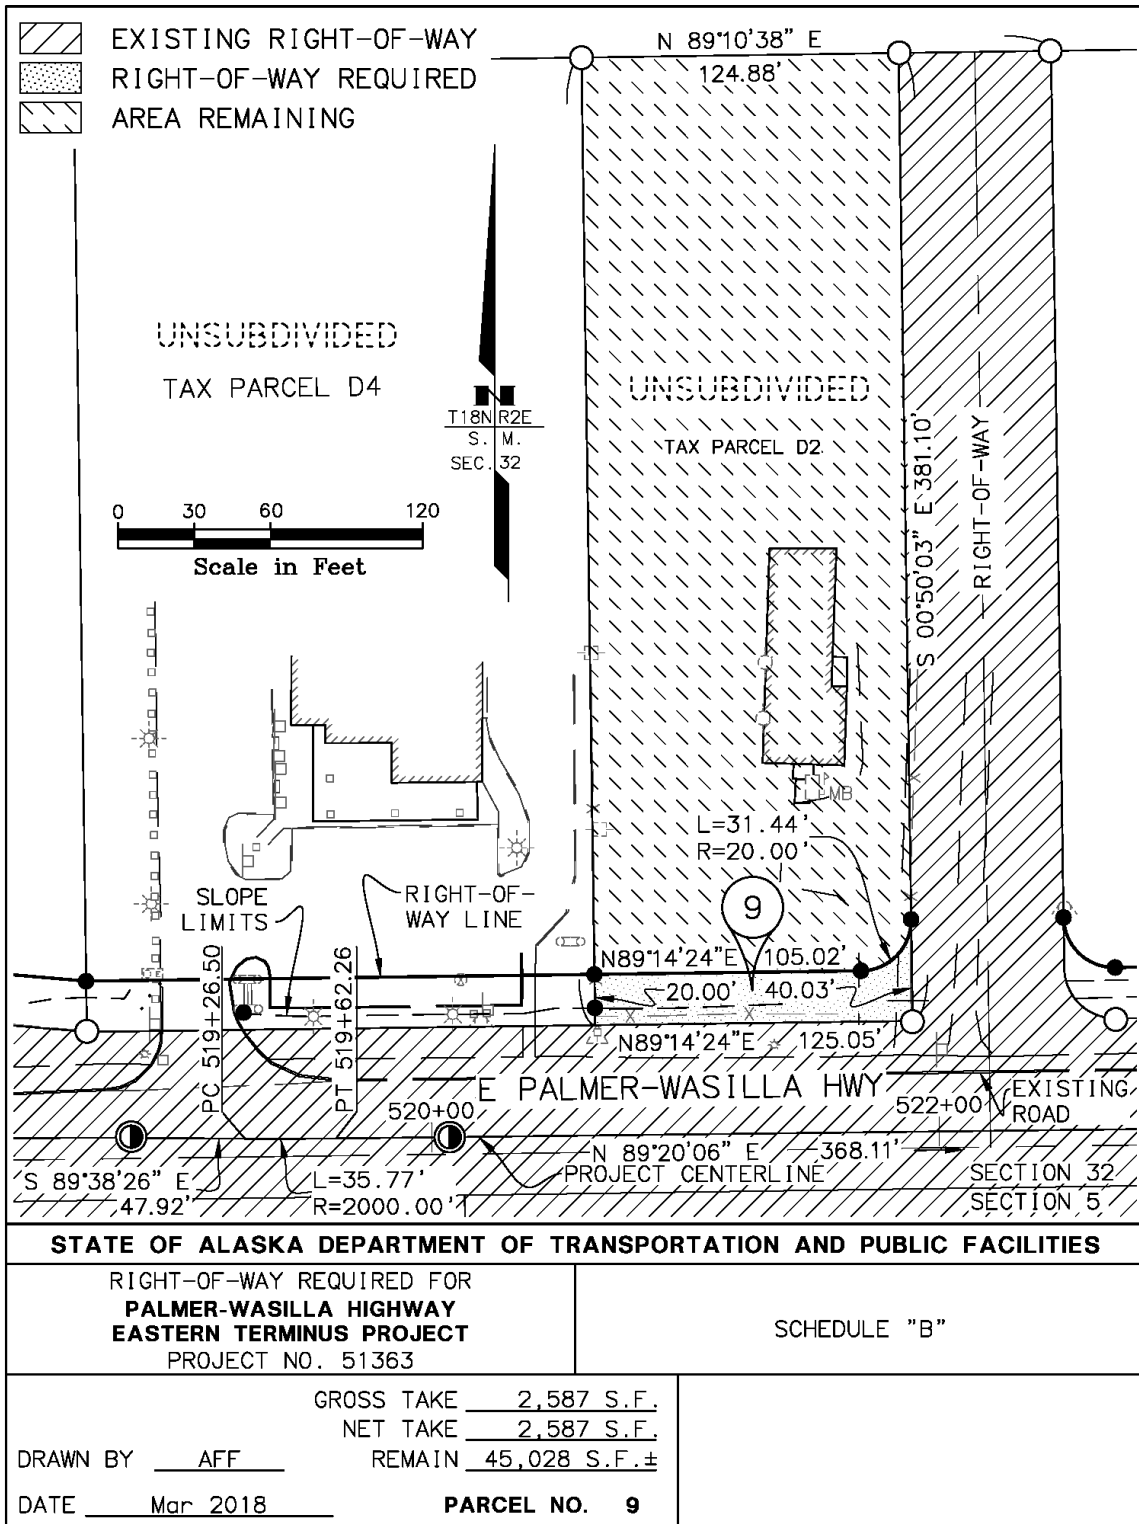 EXISTING RIGHT-OF-WAY
RIGHT-OF-WAY REQUIRED
AREA REMAINING
N 89°10'38" E
124.88'
UNSUBDIVIDED
TAX PARCEL D4
T18N R2E
S. M.
SEC. 32
UNSUBDIVIDED
TAX PARCEL D2
S 00°50'03" E 381.10'
RIGHT-OF-WAY
0 30 60 120
Scale in Feet
MB
L=31.44'
R=20.00'
9
SLOPE
LIMITS
RIGHT-OF-
WAY LINE
N89°14'24"E 105.02'
20.00' 40.03'
N89°14'24"E 125.05'
PC 519+26.50
PT 519+62.26
E PALMER-WASILLA HWY
EXISTING
ROAD
520+00
522+00
N 89°20'06" E 368.11'
PROJECT CENTERLINE
S 89°38'26" E
47.92'
L=35.77'
R=2000.00'
SECTION 32
SECTION 5
STATE OF ALASKA DEPARTMENT OF TRANSPORTATION AND PUBLIC FACILITIES
RIGHT-OF-WAY REQUIRED FOR
PALMER-WASILLA HIGHWAY
EASTERN TERMINUS PROJECT
PROJECT NO. 51363
SCHEDULE "B"
GROSS TAKE 2,587 S.F.
NET TAKE 2,587 S.F.
DRAWN BY AFF REMAIN 45,028 S.F.±
DATE Mar 2018 PARCEL NO. 9